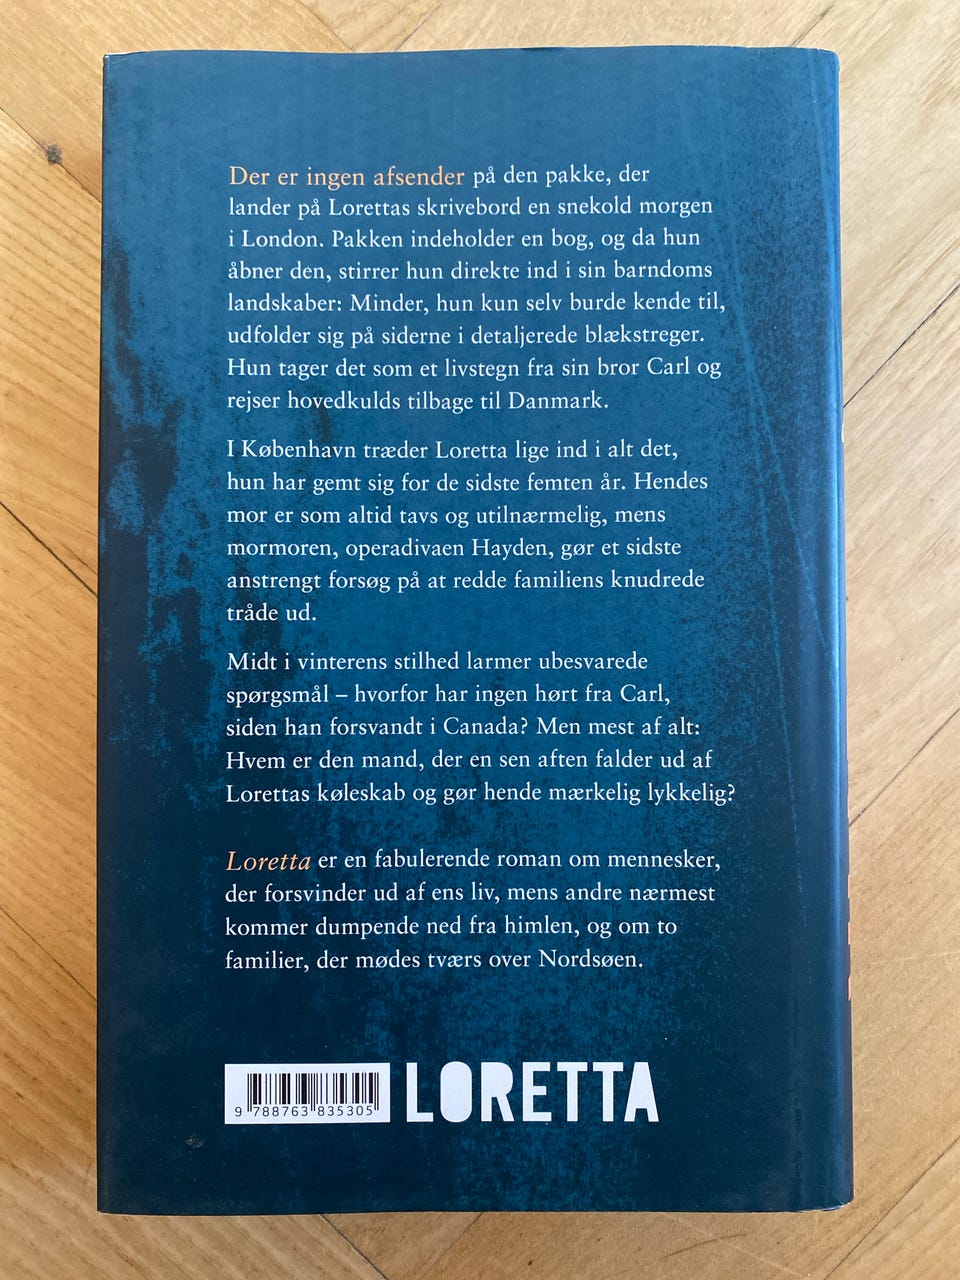 Der er ingen afsender på den pakke, der
lander på Lorettas skrivebord en snekold morgen
i London. Pakken indeholder en bog, og da hun
åbner den, stirrer hun direkte ind i sin barndoms
landskaber: Minder, hun kun selv burde kende til,
udfolder sig på siderne i detaljerede blækstreger.
Hun tager det som et livstegn fra sin bror Carl og
rejser hovedkulds tilbage til Danmark.
I København træder Loretta lige ind i alt det,
hun har gemt sig for de sidste femten år. Hendes
mor er som altid tavs og utilnærmelig, mens
mormoren, operadivaen Hayden, gør et sidste
anstrengt forsøg på at redde familiens knudrede
tråde ud.
Midt i vinterens stilhed larmer ubesvarede
spørgsmål – hvorfor har ingen hørt fra Carl,
siden han forsvandt i Canada? Men mest af alt:
Hvem er den mand, der en sen aften falder ud af
Lorettas køleskab og gør hende mærkelig lykkelig?
Loretta er en fabulerende roman om mennesker,
der forsvinder ud af ens liv, mens andre nærmest
kommer dumpende ned fra himlen, og om to
familier, der mødes tværs over Nordsøen.
9 788763 835305
LORETTA